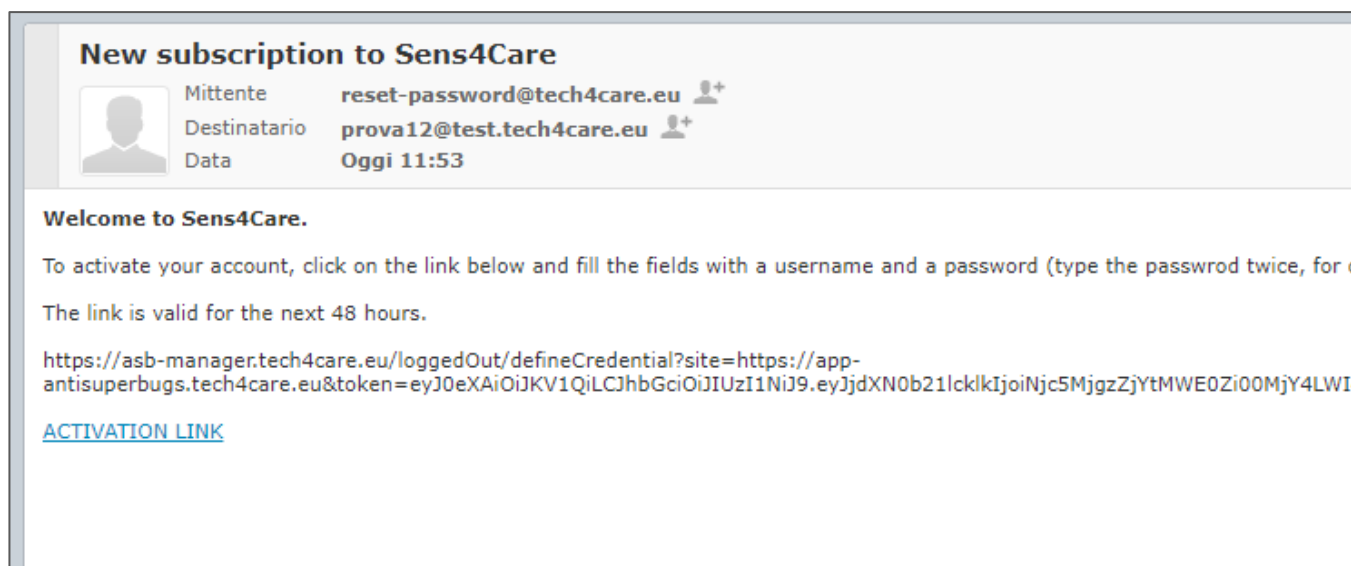 New subscription to Sens4Care
Mittente reset-password@tech4care.eu
Destinatario prova12@test.tech4care.eu
Data Oggi 11:53
Welcome to Sens4Care.
To activate your account, click on the link below and fill the fields with a username and a password (type the passwrod twice, for
The link is valid for the next 48 hours.
https://asb-manager.tech4care.eu/loggedOut/defineCredential?site=https://app-
antisuperbugs.tech4care.eu&token=eyJ0eXAiOiJKV1QiLCJhbGciOiJIUzI1NiJ9.eyJjdXN0b21lcklkIjoiNjc5MjgzZjYtMWE0Zi00MjY4LWI
ACTIVATION LINK